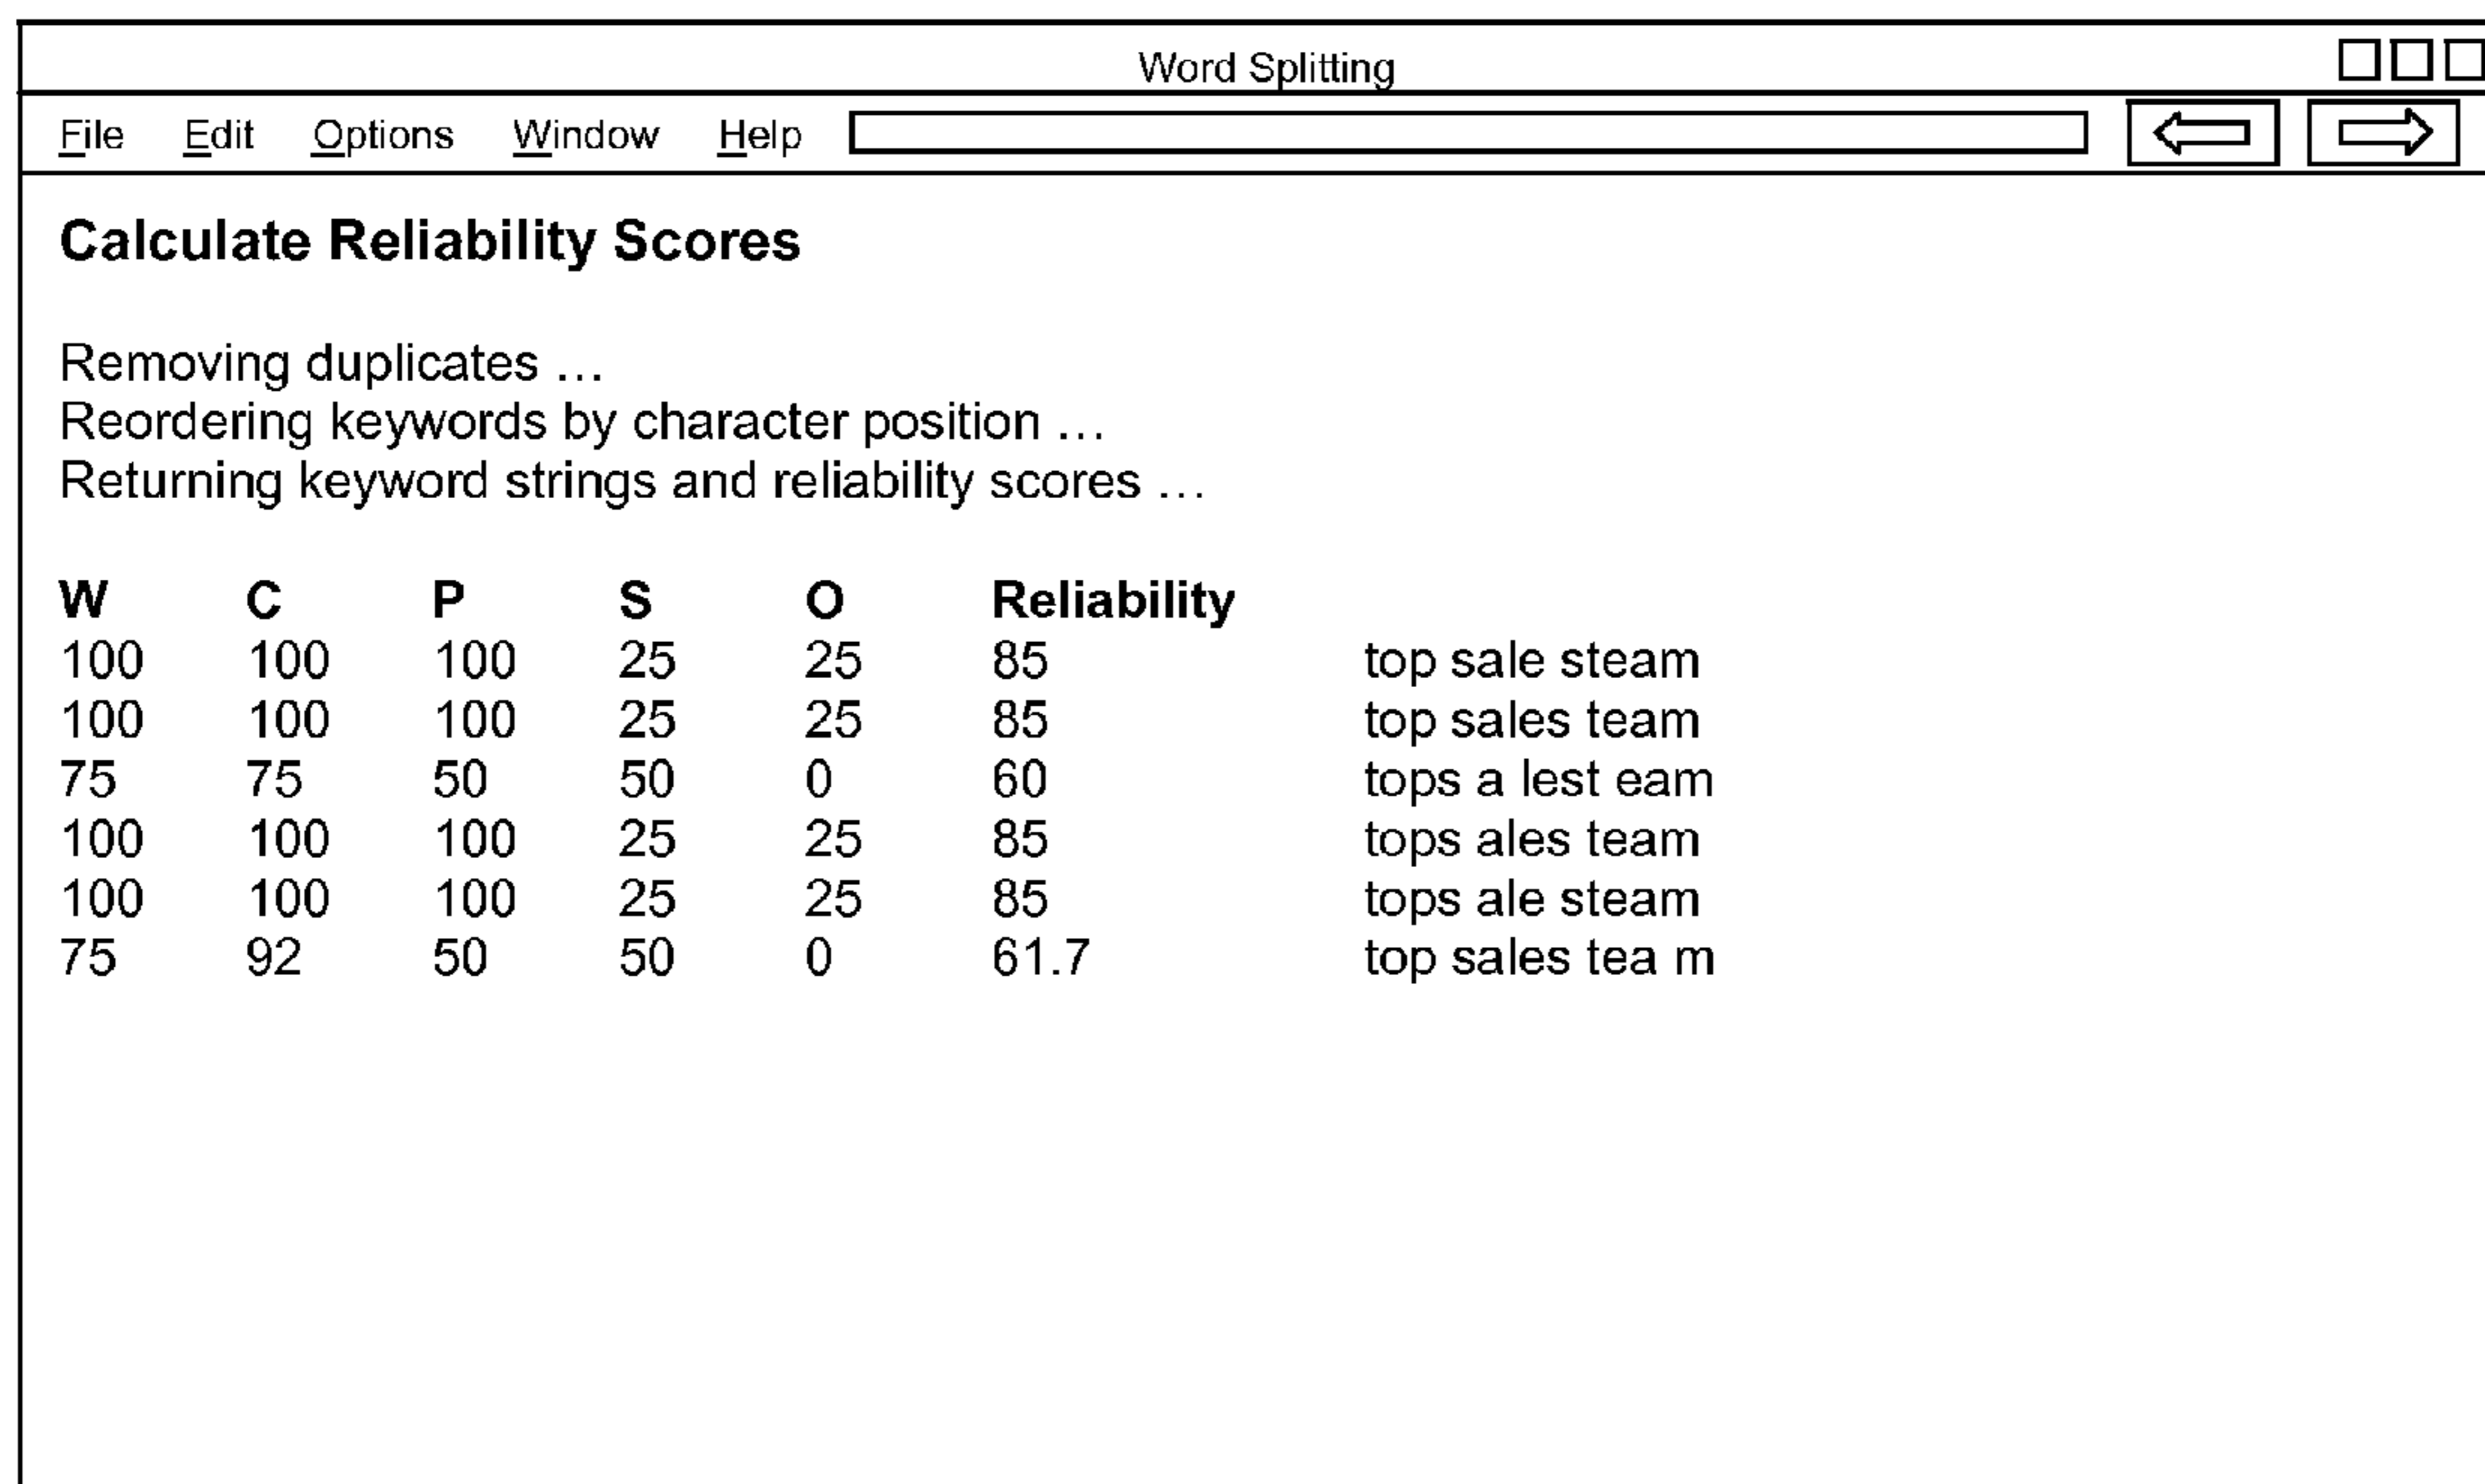 Word Splitting
File Edit Options Window Help
Calculate Reliability Scores
Removing duplicates ...
Reordering keywords by character position ...
Returning keyword strings and reliability scores ...
W C P S O Reliability
100 100 100 25 25 85 top sale steam
100 100 100 25 25 85 top sales team
75 75 50 50 0 60 tops a lest eam
100 100 100 25 25 85 tops ales team
100 100 100 25 25 85 tops ale steam
75 92 50 50 0 61.7 top sales tea m